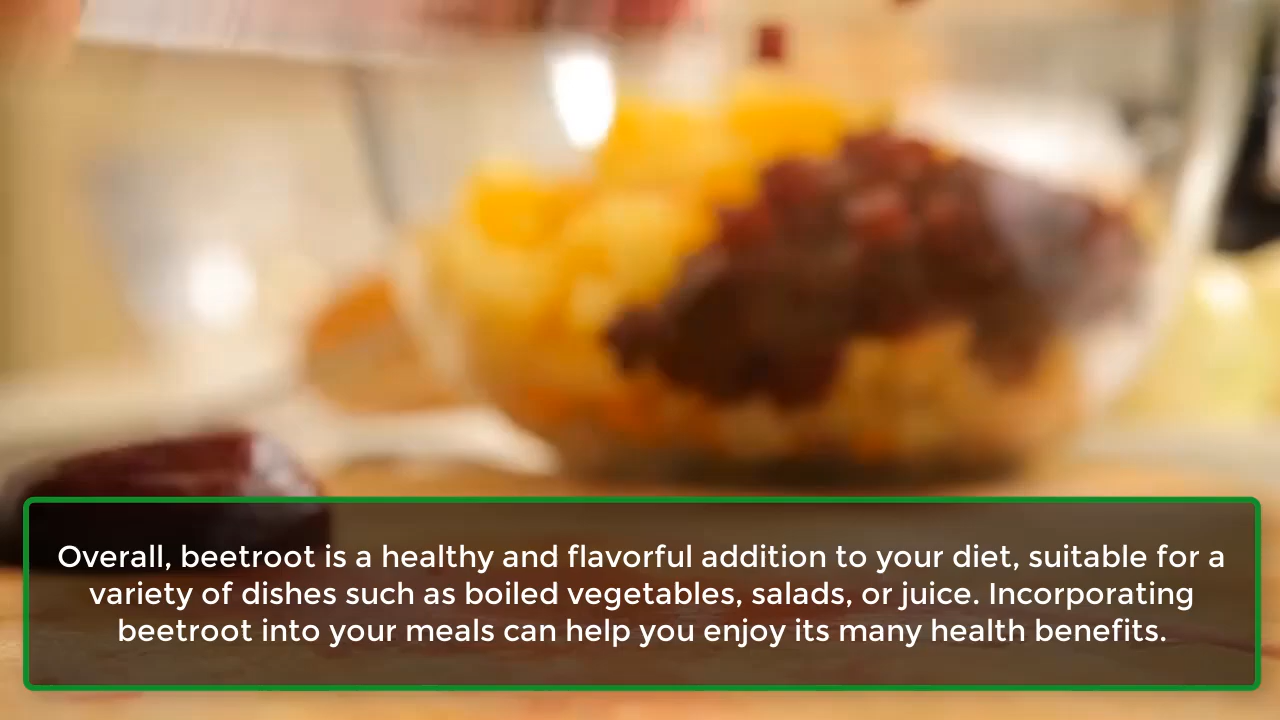 Overall, beetroot is a healthy and flavorful addition to your diet, suitable for a
variety of dishes such as boiled vegetables, salads, or juice. Incorporating
beetroot into your meals can help you enjoy its many health benefits.